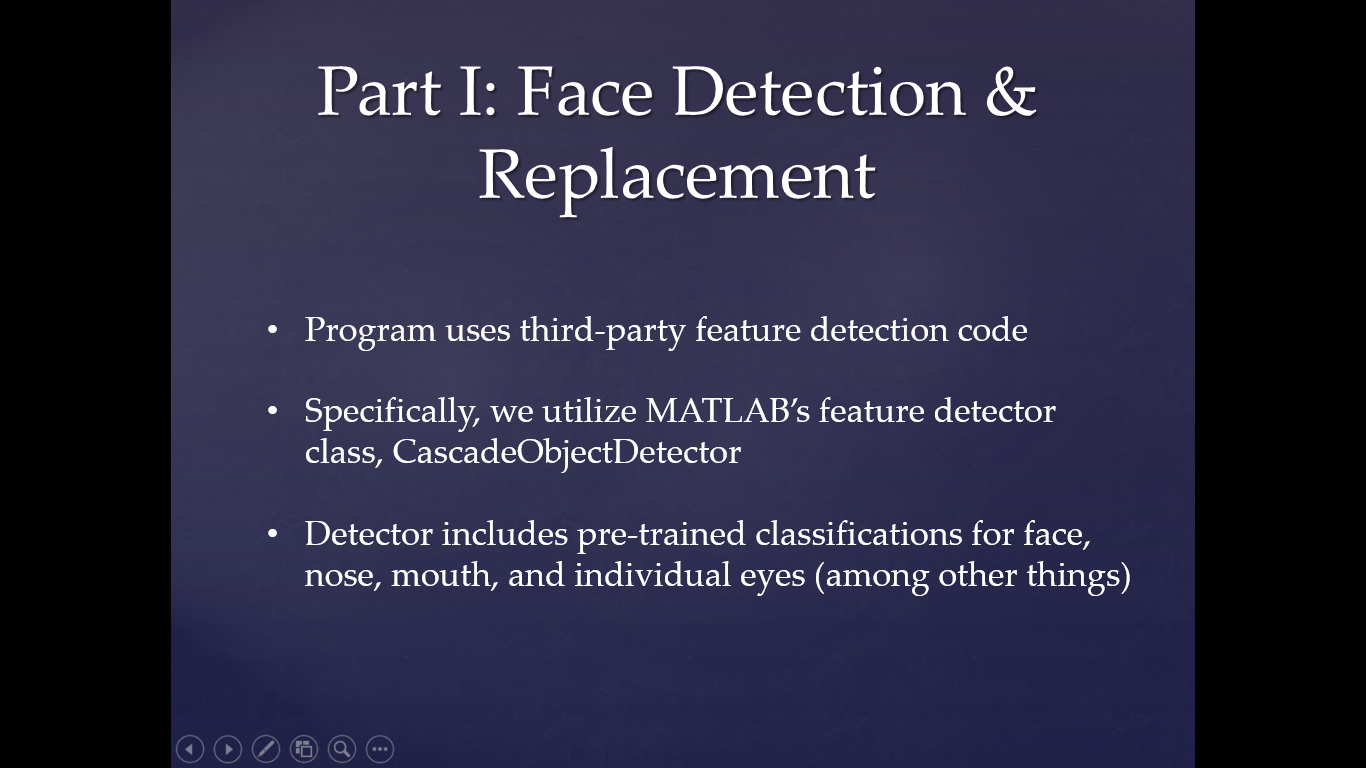 Part I: Face Detection &
Replacement
• Program uses third-party feature detection code
• Specifically, we utilize MATLAB’s feature detector
class, CascadeObjectDetector
• Detector includes pre-trained classifications for face,
nose, mouth, and individual eyes (among other things)